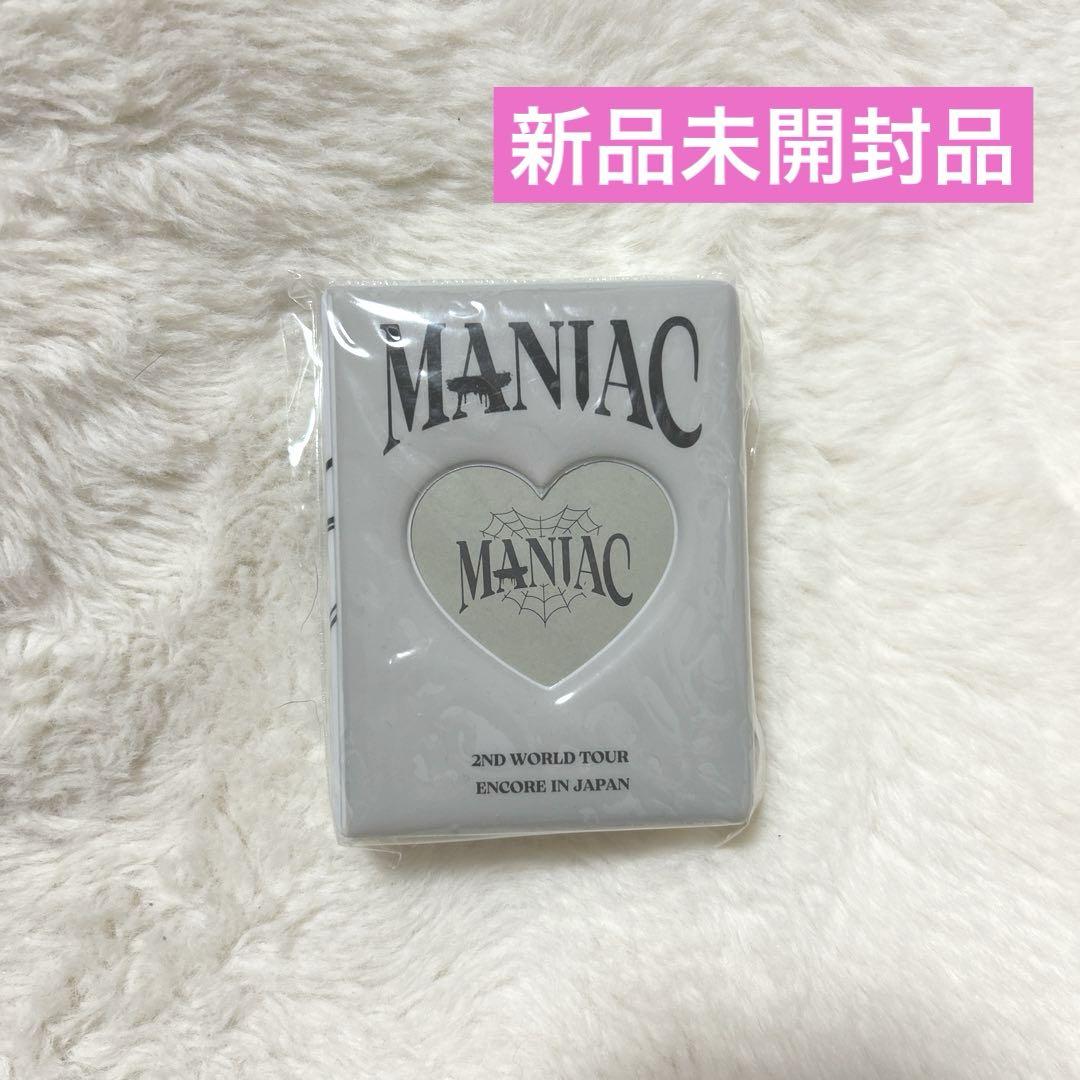 新品未開封品
MANIAC
MANIAC
2ND WORLD TOUR
ENCORE IN JAPAN